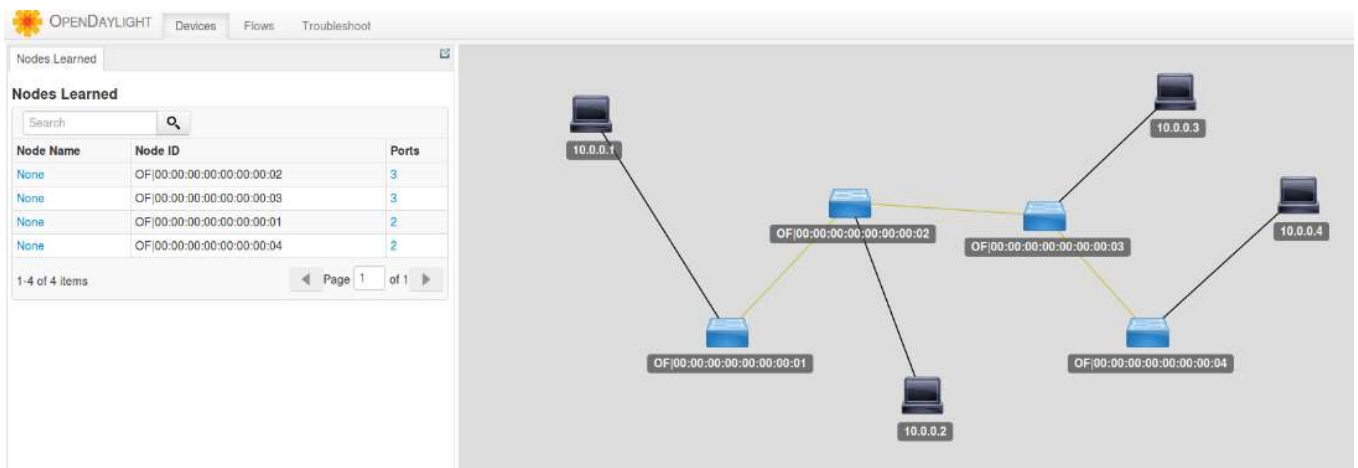 OPENDAYLIGHT Devices Flows Troubleshoot
Nodes Learned
Nodes Learned
Search
Node Name Node ID Ports
None OF|00:00:00:00:00:00:00:02 3
None OF|00:00:00:00:00:00:00:03 3
None OF|00:00:00:00:00:00:00:01 2
None OF|00:00:00:00:00:00:00:04 2
1-4 of 4 items Page 1 of 1
10.0.0.3
10.0.0.1
10.0.0.4
OF|00:00:00:00:00:00:00:02
OF|00:00:00:00:00:00:00:03
OF|00:00:00:00:00:00:00:01
OF|00:00:00:00:00:00:00:04
10.0.0.2